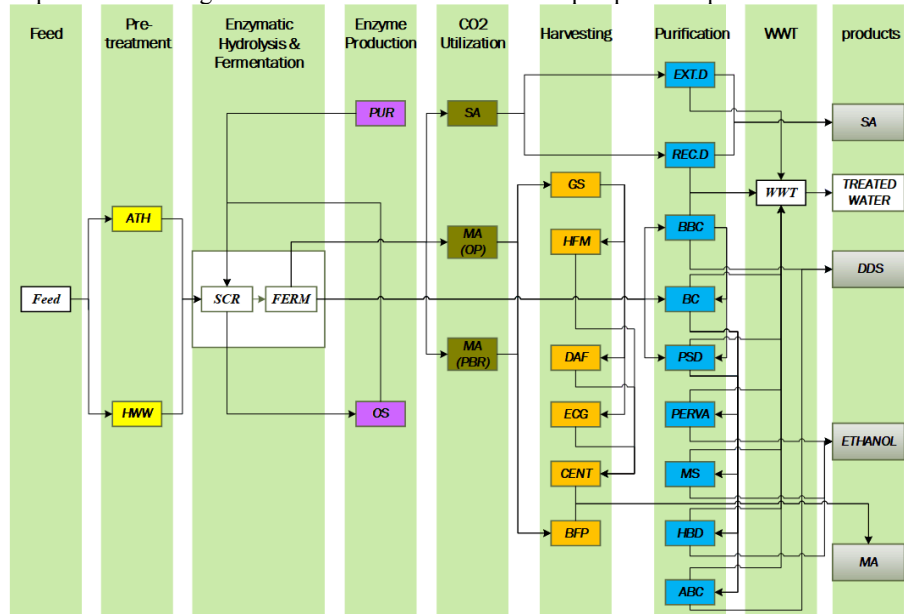 Feed
Pre-
treatment
Enzymatic
Hydrolysis &
Fermentation
Enzyme
Production
CO2
Utilization
Harvesting
Purification
WWT
products
EXT.D
PUR
SA
SA
REC.D
GS
WWT
TREATED
WATER
ATH
BBC
MA
(OP)
HFM
DDS
Feed
SCR
FERM
BC
MA
(PBR)
DAF
PSD
HWW
OS
ECG
PERVA
ETHANOL
CENT
MS
BFP
HBD
MA
ABC